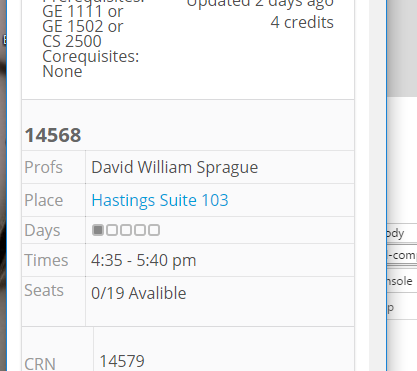 Prerequisites:
GE 1111 or
GE 1502 or
CS 2500
Corequisites:
None
Updated 2 days ago
4 credits
14568
Profs David William Sprague
Place Hastings Suite 103
Days
Times 4:35 - 5:40 pm
Seats 0/19 Avalible
CRN 14579
ody
-com
nsole
p